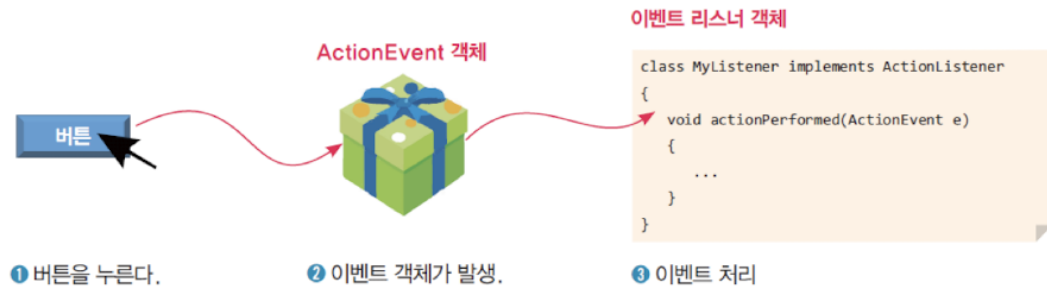 이벤트 리스너 객체
ActionEvent 객체
버튼
class MyListener implements ActionListener
{
void actionPerformed(ActionEvent e)
{
...
}
}
❶ 버튼을 누른다.
❷ 이벤트 객체가 발생.
❸ 이벤트 처리